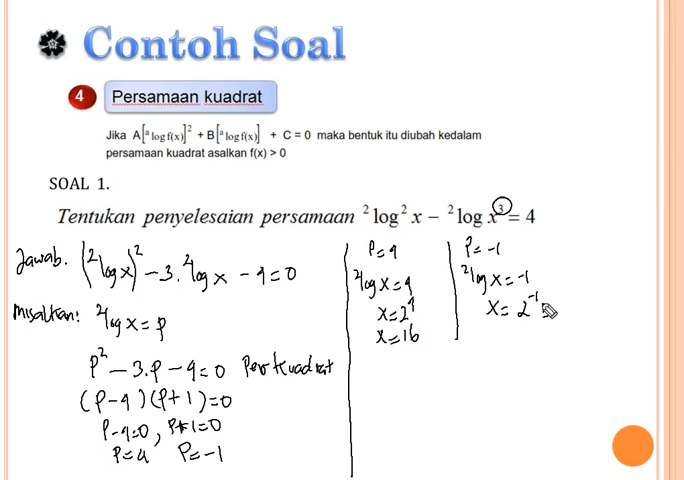 Contoh Soal
4 Persamaan kuadrat
Jika A[ᵃlog f(x)]² + B[ᵃlog f(x)] + C = 0 maka bentuk itu diubah kedalam
persamaan kuadrat asalkan f(x) > 0
SOAL 1.
Tentukan penyelesaian persamaan ²log² x − ²log x³ = 4
Jawab. (²log x)² − 3. ²log x − 4 = 0
Misalkan: ²log x = P
P² − 3.P − 4 = 0 Per Kuadrat
(P − 4)(P + 1) = 0
P − 4 = 0, P + 1 = 0
P = 4 P = −1
P = 4
²log x = 4
x = 2⁴
x = 16
P = −1
²log x = −1
x = 2⁻¹